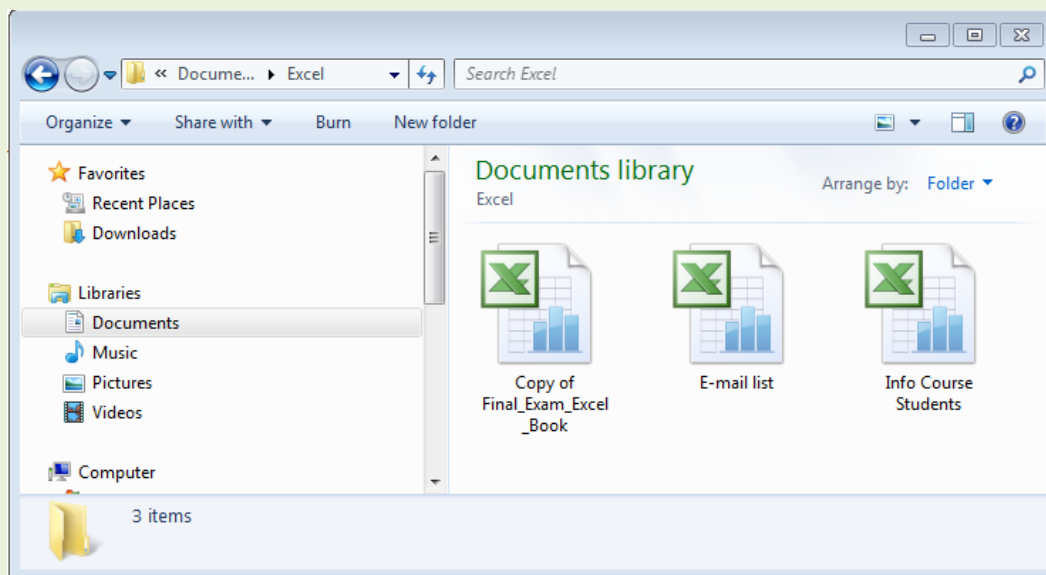 « Docume... ▸ Excel
Search Excel
Organize Share with Burn New folder
Favorites
Recent Places
Downloads
Libraries
Documents
Music
Pictures
Videos
Computer
Documents library
Excel
Arrange by: Folder
Copy of
Final_Exam_Excel
_Book
E-mail list
Info Course
Students
3 items